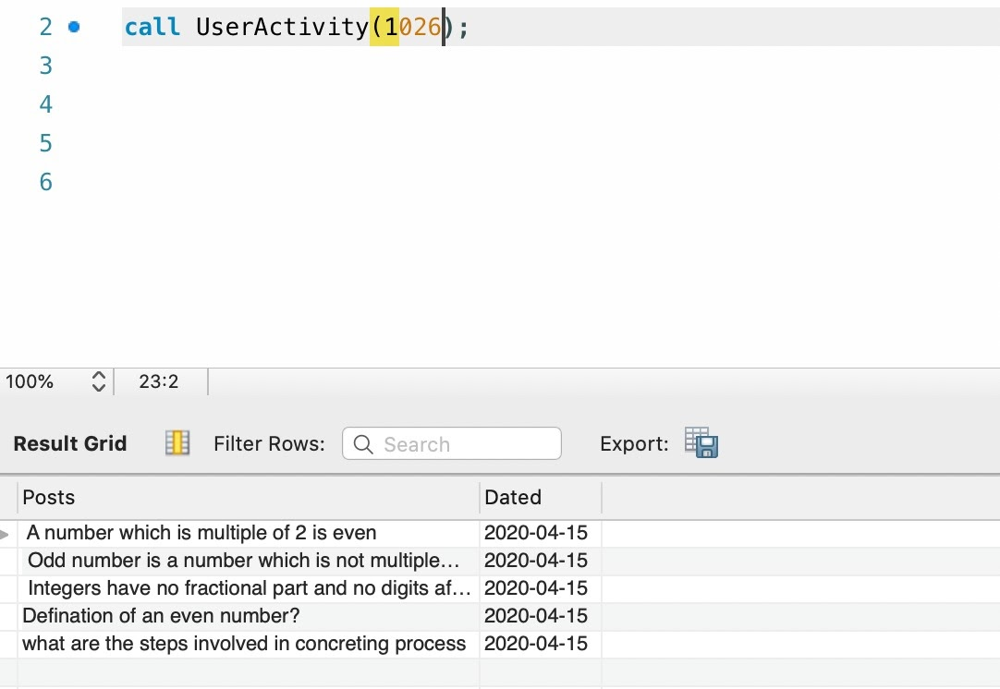 2 call UserActivity(1026);
3
4
5
6
100% 23:2
Result Grid Filter Rows: Search Export:
Posts Dated
A number which is multiple of 2 is even 2020-04-15
Odd number is a number which is not multiple... 2020-04-15
Integers have no fractional part and no digits af... 2020-04-15
Defination of an even number? 2020-04-15
what are the steps involved in concreting process 2020-04-15